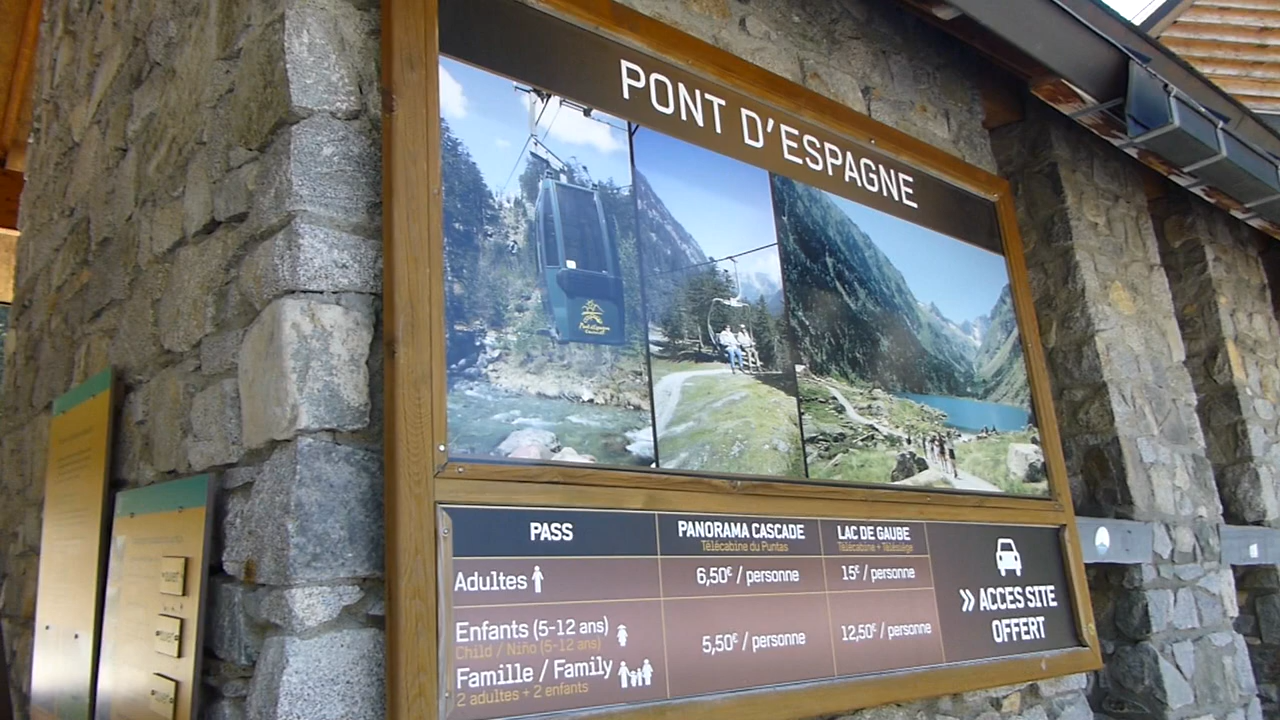 PONT D'ESPAGNE
Pont d'Espagne
PASS
PANORAMA CASCADE
Télécabine du Puntas
LAC DE GAUBE
Télécabine + Télésiège
Adultes
6,50€ / personne
15€ / personne
Enfants (5-12 ans)
Child / Niño (5-12 ans)
5,50€ / personne
12,50€ / personne
Famille / Family
2 adultes + 2 enfants
» ACCES SITE
OFFERT